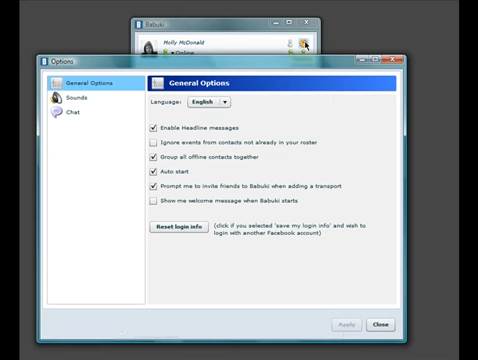 Babuki
Molly McDonald
Online
Options
General Options
Sounds
Chat
General Options
Language: English
Enable Headline messages
Ignore events from contacts not already in your roster
Group all offline contacts together
Auto start
Prompt me to invite friends to Babuki when adding a transport
Show me welcome message when Babuki starts
Reset login info
(click if you selected 'save my login info' and wish to
login with another Facebook account)
Apply
Close